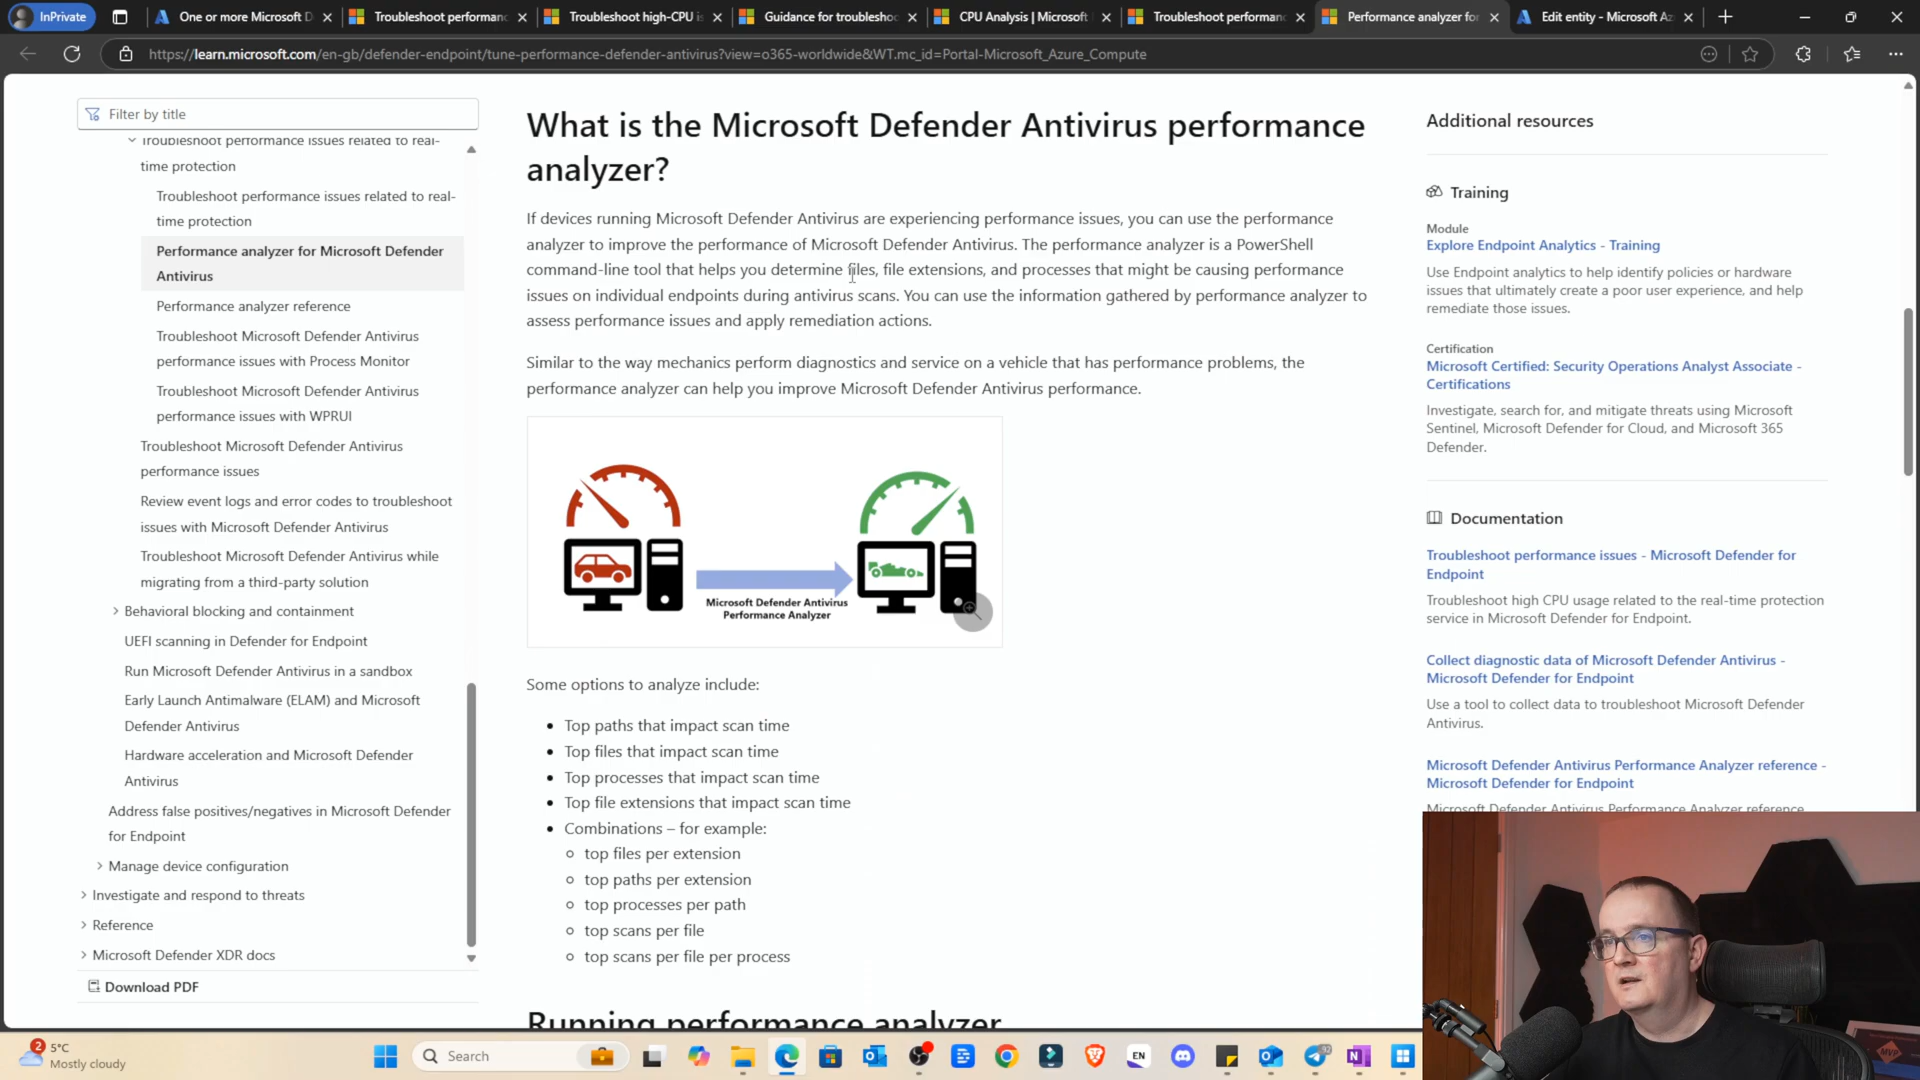 InPrivate
One or more Microsoft D
Troubleshoot performanc
Troubleshoot high-CPU is
Guidance for troublesho
CPU Analysis | Microsoft
Troubleshoot performan
Performance analyzer for
Edit entity - Microsoft Az
https://learn.microsoft.com/en-gb/defender-endpoint/tune-performance-defender-antivirus?view=o365-worldwide&WT.mc_id=Portal-Microsoft_Azure_Compute
Filter by title
Troubleshoot performance issues related to real-
time protection
Troubleshoot performance issues related to real-
time protection
Performance analyzer for Microsoft Defender
Antivirus
Performance analyzer reference
Troubleshoot Microsoft Defender Antivirus
performance issues with Process Monitor
Troubleshoot Microsoft Defender Antivirus
performance issues with WPRUI
Troubleshoot Microsoft Defender Antivirus
performance issues
Review event logs and error codes to troubleshoot
issues with Microsoft Defender Antivirus
Troubleshoot Microsoft Defender Antivirus while
migrating from a third-party solution
Behavioral blocking and containment
UEFI scanning in Defender for Endpoint
Run Microsoft Defender Antivirus in a sandbox
Early Launch Antimalware (ELAM) and Microsoft
Defender Antivirus
Hardware acceleration and Microsoft Defender
Antivirus
Address false positives/negatives in Microsoft Defender
for Endpoint
Manage device configuration
Investigate and respond to threats
Reference
Microsoft Defender XDR docs
Download PDF
What is the Microsoft Defender Antivirus performance
analyzer?
If devices running Microsoft Defender Antivirus are experiencing performance issues, you can use the performance
analyzer to improve the performance of Microsoft Defender Antivirus. The performance analyzer is a PowerShell
command-line tool that helps you determine files, file extensions, and processes that might be causing performance
issues on individual endpoints during antivirus scans. You can use the information gathered by performance analyzer to
assess performance issues and apply remediation actions.
Similar to the way mechanics perform diagnostics and service on a vehicle that has performance problems, the
performance analyzer can help you improve Microsoft Defender Antivirus performance.
Microsoft Defender Antivirus
Performance Analyzer
Some options to analyze include:
• Top paths that impact scan time
• Top files that impact scan time
• Top processes that impact scan time
• Top file extensions that impact scan time
• Combinations – for example:
○ top files per extension
○ top paths per extension
○ top processes per path
○ top scans per file
○ top scans per file per process
Running performance analyzer
Additional resources
Training
Module
Explore Endpoint Analytics - Training
Use Endpoint analytics to help identify policies or hardware
issues that ultimately create a poor user experience, and help
remediate those issues.
Certification
Microsoft Certified: Security Operations Analyst Associate -
Certifications
Investigate, search for, and mitigate threats using Microsoft
Sentinel, Microsoft Defender for Cloud, and Microsoft 365
Defender.
Documentation
Troubleshoot performance issues - Microsoft Defender for
Endpoint
Troubleshoot high CPU usage related to the real-time protection
service in Microsoft Defender for Endpoint.
Collect diagnostic data of Microsoft Defender Antivirus -
Microsoft Defender for Endpoint
Use a tool to collect data to troubleshoot Microsoft Defender
Antivirus.
Microsoft Defender Antivirus Performance Analyzer reference -
Microsoft Defender for Endpoint
Microsoft Defender Antivirus Performance Analyzer reference
MVP
2
5°C
Mostly cloudy
Search
EN
92